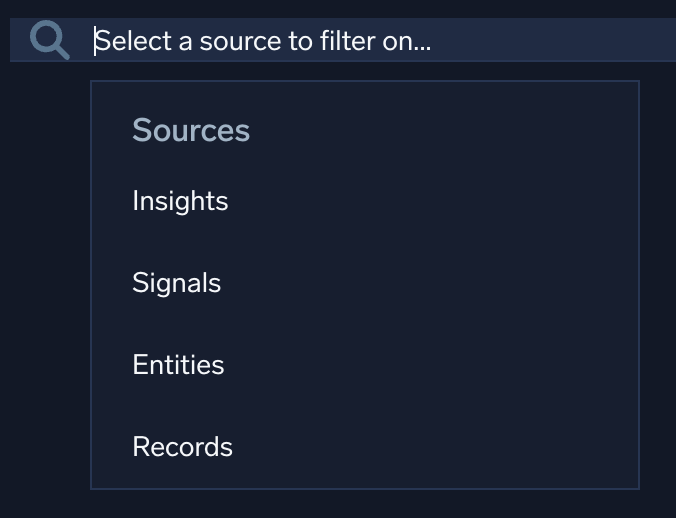 Select a source to filter on...
Sources
Insights
Signals
Entities
Records